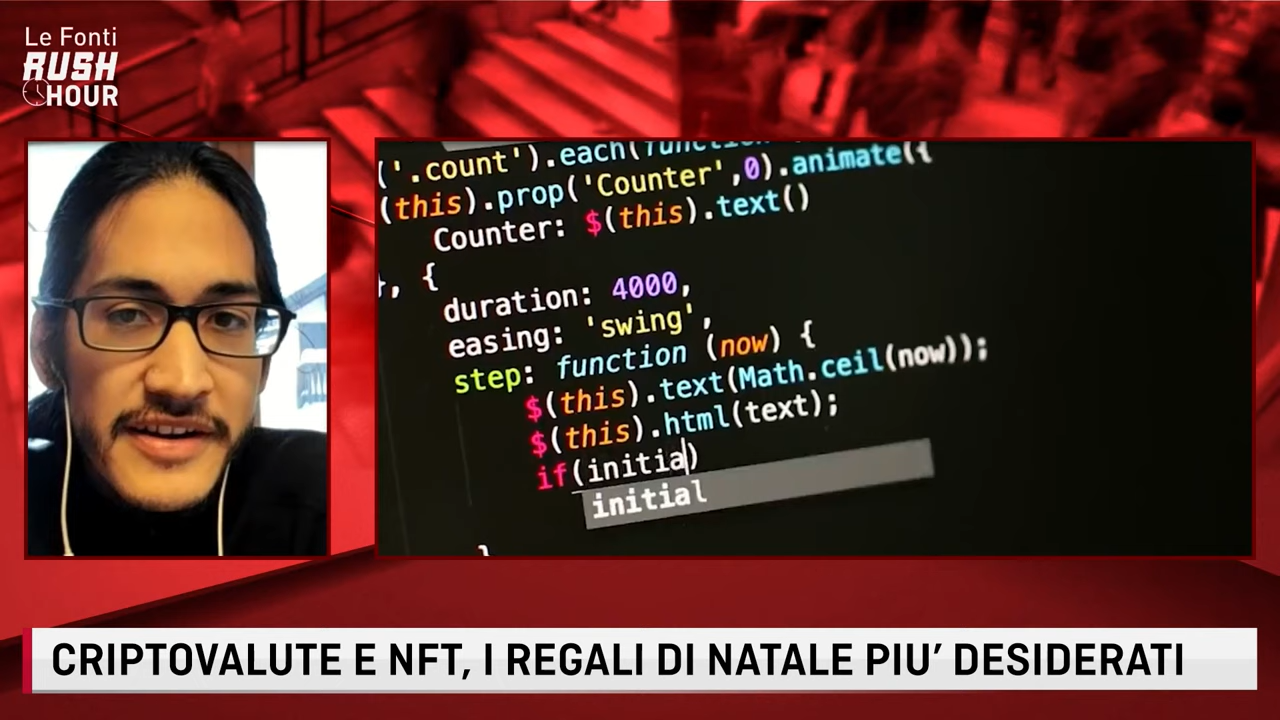 Le Fonti
RUSH
HOUR
('.count').each(function
(this).prop('Counter',0).animate({
Counter: $(this).text()
}, {
duration: 4000,
easing: 'swing',
step: function (now) {
$(this).text(Math.ceil(now));
$(this).html(text);
if(initia)
initial
}
CRIPTOVALUTE E NFT, I REGALI DI NATALE PIU’ DESIDERATI